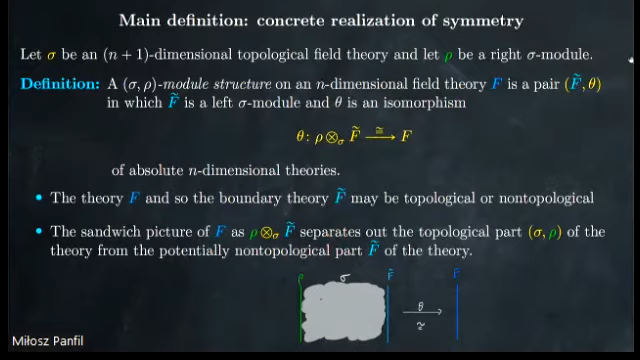 Main definition: concrete realization of symmetry
Let σ be an (n + 1)-dimensional topological field theory and let ρ be a right σ-module.
Definition: A (σ, ρ)-module structure on an n-dimensional field theory F is a pair (F̃, θ)
in which F̃ is a left σ-module and θ is an isomorphism
θ: ρ ⊗σ F̃ ≅⟶ F
of absolute n-dimensional theories.
• The theory F and so the boundary theory F̃ may be topological or nontopological
• The sandwich picture of F as ρ ⊗σ F̃ separates out the topological part (σ, ρ) of the
theory from the potentially nontopological part F̃ of the theory.
ρ σ F̃ F
θ
≅
Miłosz Panfil